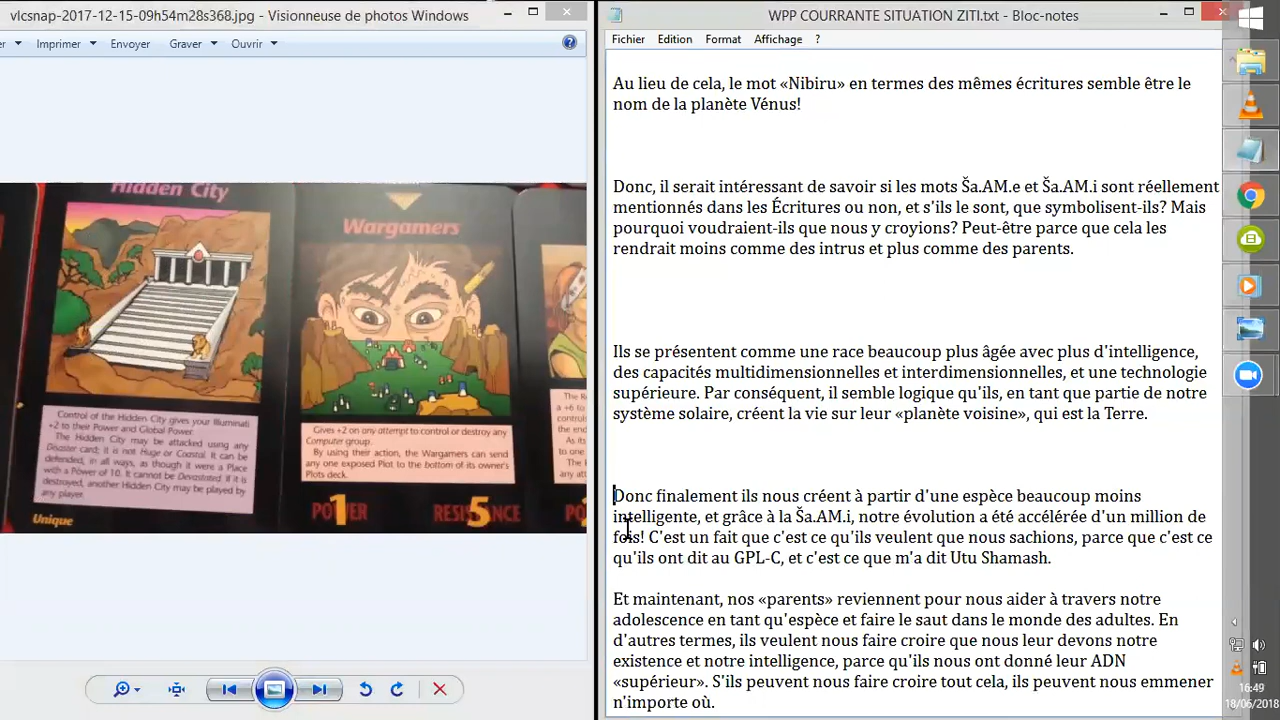 vlcsnap-2017-12-15-09h54m28s368.jpg - Visionneuse de photos Windows
Imprimer Envoyer Graver Ouvrir
Hidden City
Control of the Hidden City gives your Illuminati
+2 to their Power and Global Power.
The Hidden City may be attacked using any
Disaster card; it is not Huge or Coastal. It can be
defended, in all ways, as though it were a Place
with a Power of 10. It cannot be Devastated. If it is
destroyed, another Hidden City may be played by
any player.
Unique
Wargamers
Gives +2 on any attempt to control or destroy any
Computer group.
By using their action, the Wargamers can send
any one exposed Plot to the bottom of its owner's
Plots deck.
POWER 1 RESISTANCE 5
WPP COURRANTE SITUATION ZITI.txt - Bloc-notes
Fichier Edition Format Affichage ?
Au lieu de cela, le mot «Nibiru» en termes des mêmes écritures semble être le
nom de la planète Vénus!
Donc, il serait intéressant de savoir si les mots Ša.AM.e et Ša.AM.i sont réellement
mentionnés dans les Écritures ou non, et s'ils le sont, que symbolisent-ils? Mais
pourquoi voudraient-ils que nous y croyions? Peut-être parce que cela les
rendrait moins comme des intrus et plus comme des parents.
Ils se présentent comme une race beaucoup plus âgée avec plus d'intelligence,
des capacités multidimensionnelles et interdimensionnelles, et une technologie
supérieure. Par conséquent, il semble logique qu'ils, en tant que partie de notre
système solaire, créent la vie sur leur «planète voisine», qui est la Terre.
Donc finalement ils nous créent à partir d'une espèce beaucoup moins
intelligente, et grâce à la Ša.AM.i, notre évolution a été accélérée d'un million de
fois! C'est un fait que c'est ce qu'ils veulent que nous sachions, parce que c'est ce
qu'ils ont dit au GPL-C, et c'est ce que m'a dit Utu Shamash.
Et maintenant, nos «parents» reviennent pour nous aider à travers notre
adolescence en tant qu'espèce et faire le saut dans le monde des adultes. En
d'autres termes, ils veulent nous faire croire que nous leur devons notre
existence et notre intelligence, parce qu'ils nous ont donné leur ADN
«supérieur». S'ils peuvent nous faire croire tout cela, ils peuvent nous emmener
n'importe où.
16:49
18/06/2018